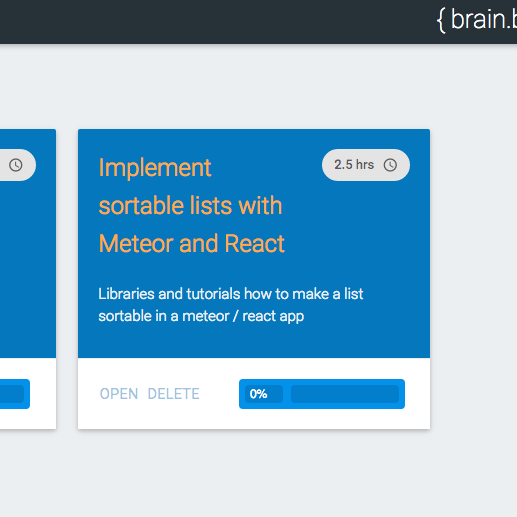 { brain.b
Implement
sortable lists with
Meteor and React
2.5 hrs
Libraries and tutorials how to make a list
sortable in a meteor / react app
OPEN DELETE
0%